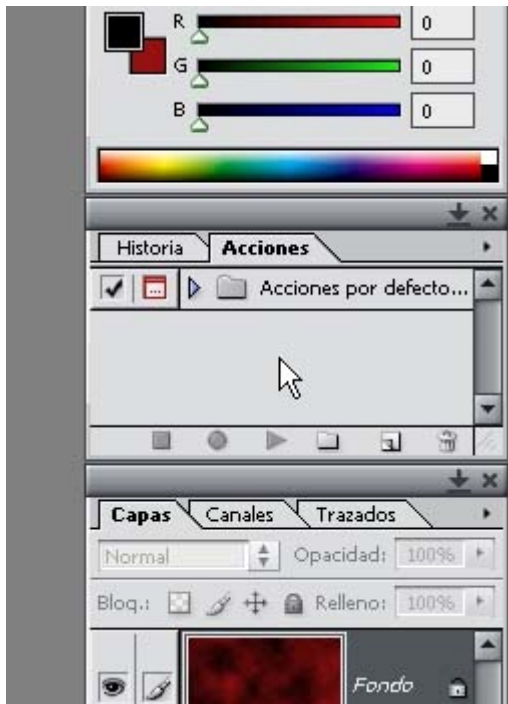 R 0
G 0
B 0
Historia Acciones
Acciones por defecto...
Capas Canales Trazados
Normal Opacidad: 100%
Bloq.: Relleno: 100%
Fondo